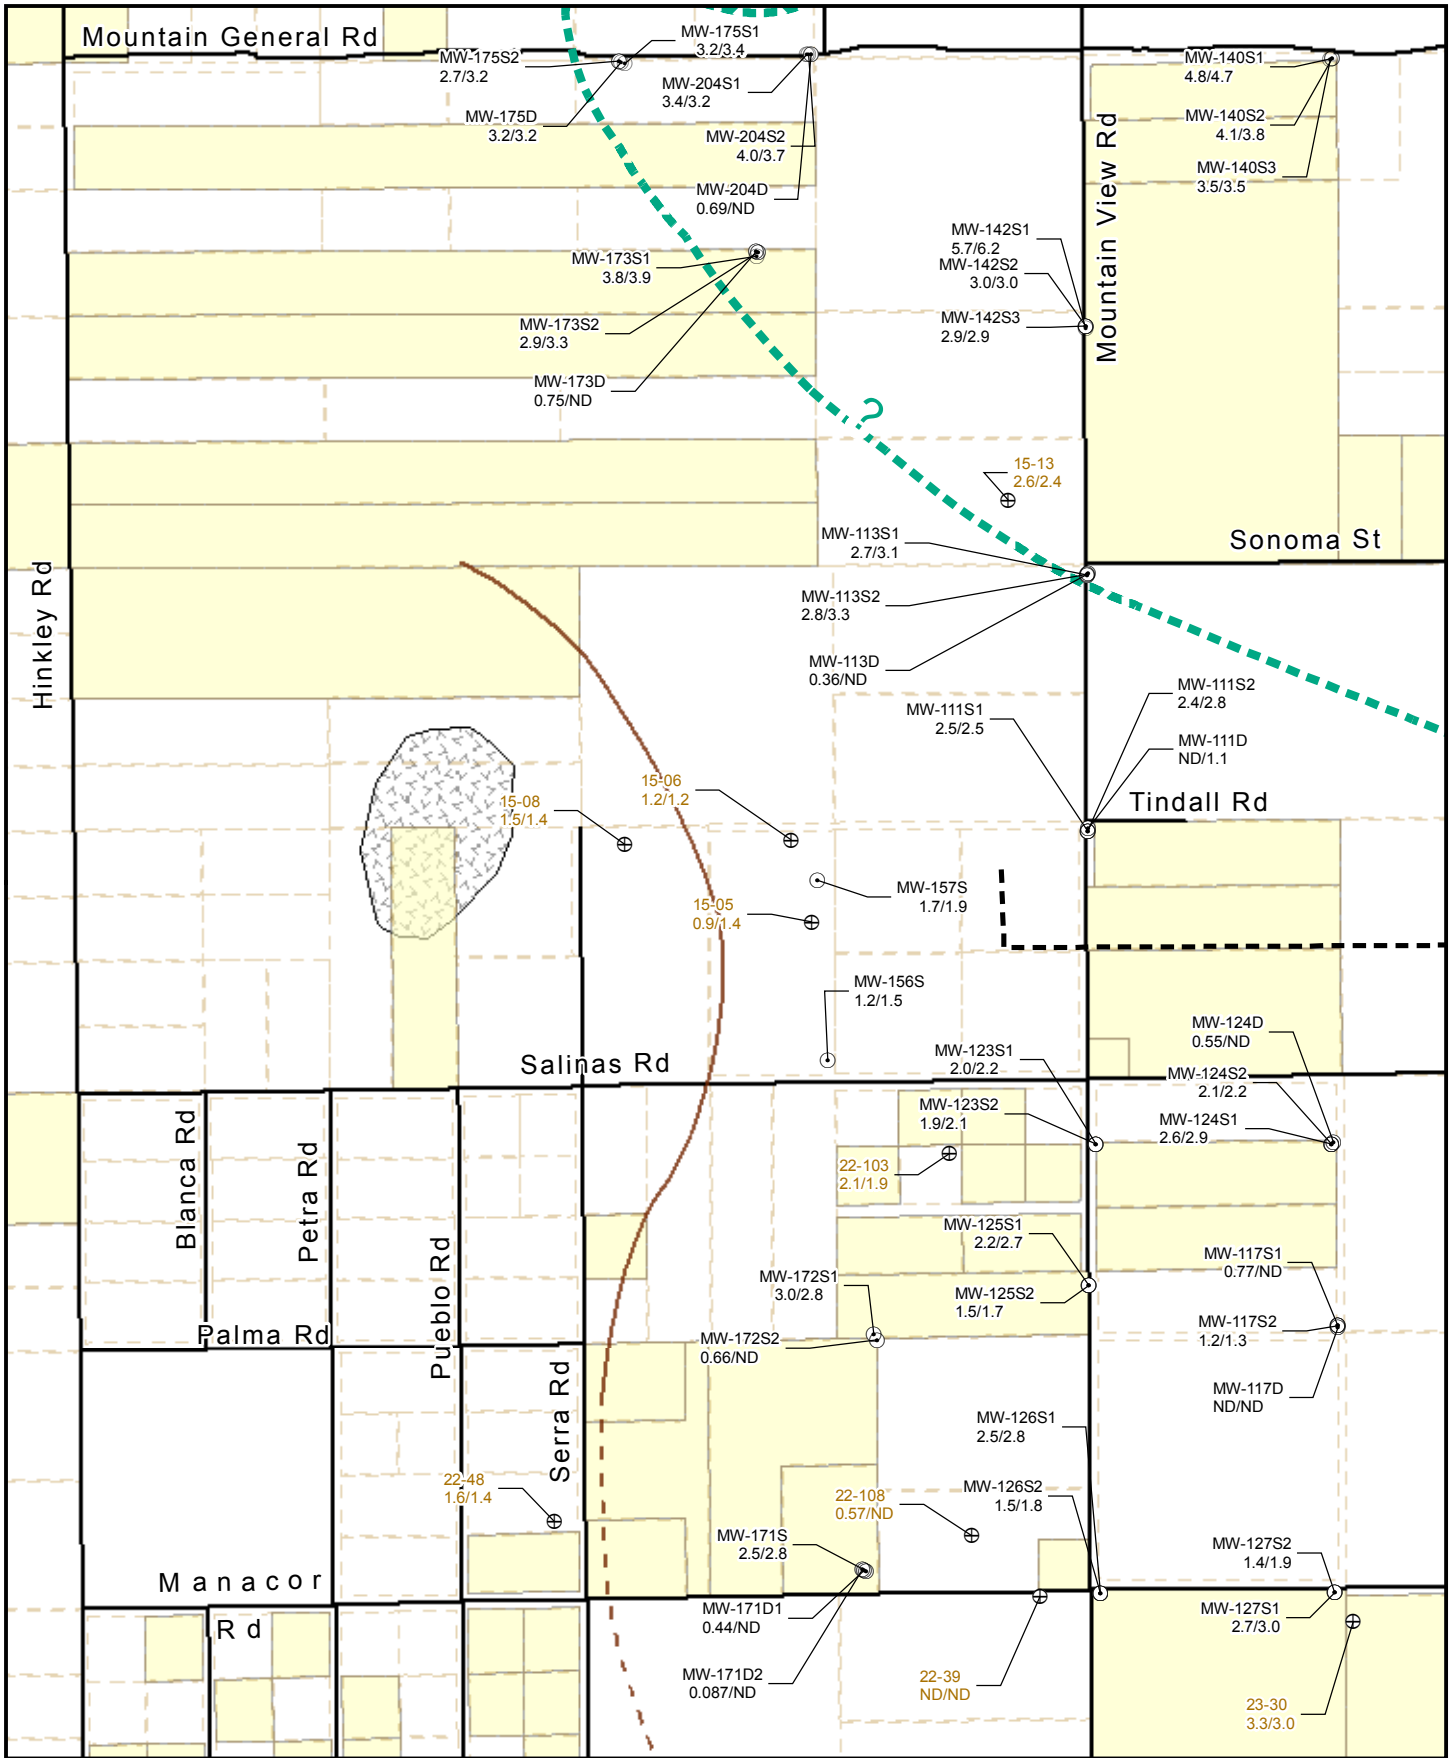 Mountain General Rd
MW-175S1
3.2/3.4
MW-175S2
2.7/3.2
MW-204S1
3.4/3.2
MW-175D
3.2/3.2
MW-204S2
4.0/3.7
MW-204D
0.69/ND
MW-140S1
4.8/4.7
MW-140S2
4.1/3.8
MW-140S3
3.5/3.5
Mountain View Rd
MW-173S1
3.8/3.9
MW-142S1
5.7/6.2
MW-142S2
3.0/3.0
MW-142S3
2.9/2.9
MW-173S2
2.9/3.3
MW-173D
0.75/ND
?
15-13
2.6/2.4
MW-113S1
2.7/3.1
Sonoma St
MW-113S2
2.8/3.3
Hinkley Rd
MW-113D
0.36/ND
MW-111S1
2.5/2.5
MW-111S2
2.4/2.8
MW-111D
ND/1.1
15-06
1.2/1.2
15-08
1.5/1.4
Tindall Rd
MW-157S
1.7/1.9
15-05
0.9/1.4
MW-156S
1.2/1.5
Salinas Rd
MW-123S1
2.0/2.2
MW-124D
0.55/ND
MW-124S2
2.1/2.2
MW-123S2
1.9/2.1
MW-124S1
2.6/2.9
22-103
2.1/1.9
Blanca Rd
Petra Rd
Pueblo Rd
MW-125S1
2.2/2.7
MW-117S1
0.77/ND
MW-172S1
3.0/2.8
MW-125S2
1.5/1.7
MW-117S2
1.2/1.3
Palma Rd
MW-172S2
0.66/ND
MW-117D
ND/ND
Serra Rd
MW-126S1
2.5/2.8
22-48
1.6/1.4
22-108
0.57/ND
MW-126S2
1.5/1.8
MW-171S
2.5/2.8
MW-127S2
1.4/1.9
Manacor
Rd
MW-171D1
0.44/ND
MW-127S1
2.7/3.0
MW-171D2
0.087/ND
22-39
ND/ND
23-30
3.3/3.0